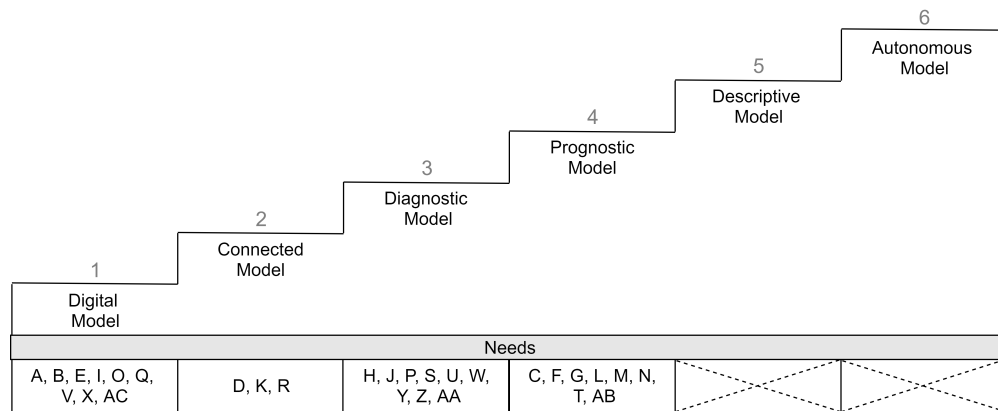 6
Autonomous
Model
5
Descriptive
Model
4
Prognostic
Model
3
Diagnostic
Model
2
Connected
Model
1
Digital
Model
Needs
A, B, E, I, O, Q,
V, X, AC
D, K, R
H, J, P, S, U, W,
Y, Z, AA
C, F, G, L, M, N,
T, AB